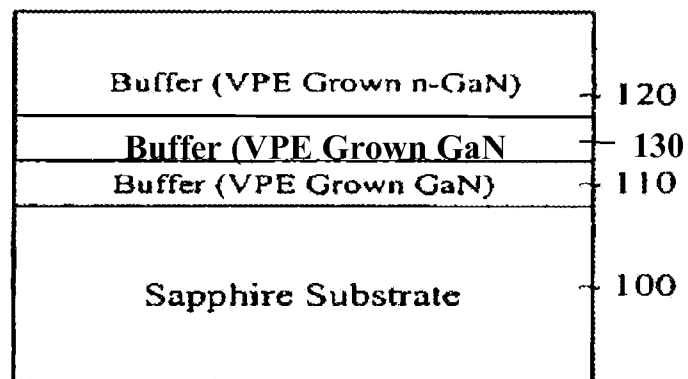 Buffer (VPE Grown n-GaN) 120
Buffer (VPE Grown GaN 130
Buffer (VPE Grown GaN) 110
Sapphire Substrate 100